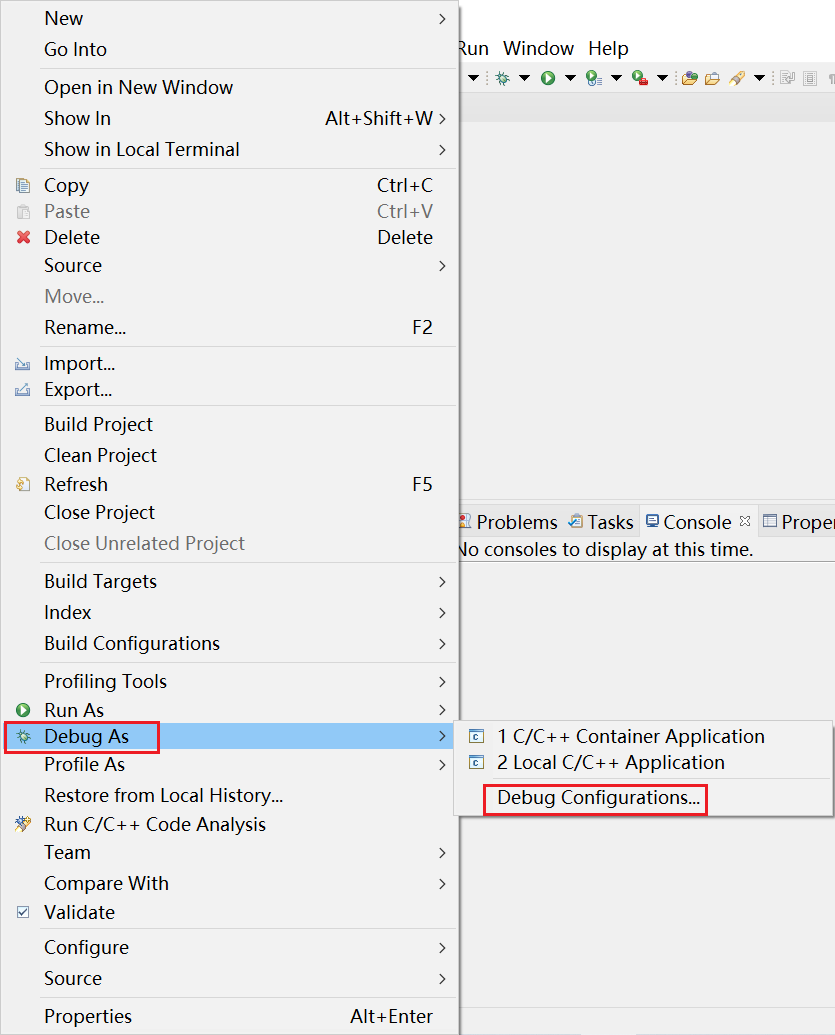 New
Go Into
Run Window Help
Open in New Window
Show In Alt+Shift+W
Show in Local Terminal
Copy Ctrl+C
Paste Ctrl+V
Delete Delete
Source
Move...
Rename... F2
Import...
Export...
Build Project
Clean Project
Refresh F5
Close Project
Close Unrelated Project
Problems Tasks Console Proper
No consoles to display at this time.
Build Targets
Index
Build Configurations
Profiling Tools
Run As
Debug As
1 C/C++ Container Application
2 Local C/C++ Application
Debug Configurations...
Profile As
Restore from Local History...
Run C/C++ Code Analysis
Team
Compare With
Validate
Configure
Source
Properties Alt+Enter